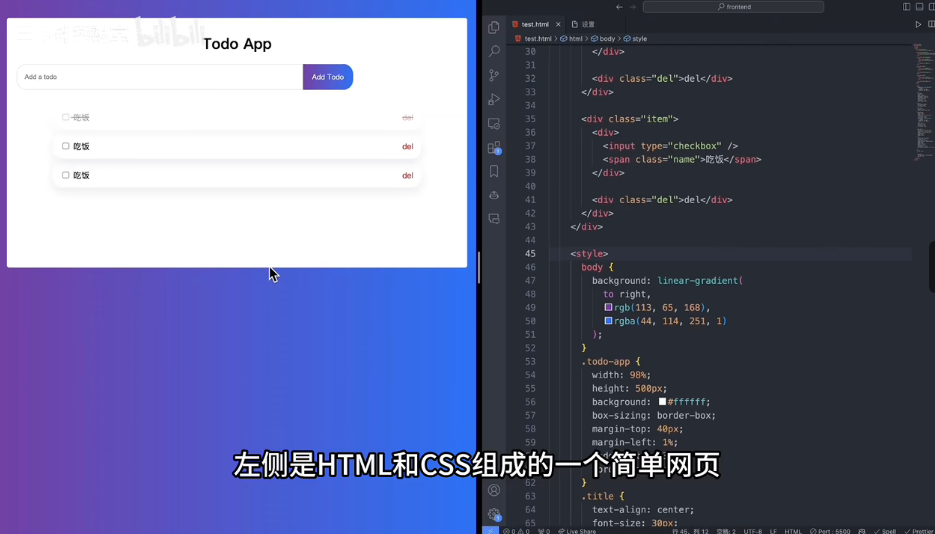 bilibili
Todo App
Add a todo
Add Todo
吃饭
del
吃饭
del
吃饭
del
frontend
test.html
设置
test.html > html > body > style
30 </div>
31
32 <div class="del">del</div>
33 </div>
34
35 <div class="item">
36 <div>
37 <input type="checkbox" />
38 <span class="name">吃饭</span>
39 </div>
40
41 <div class="del">del</div>
42 </div>
43 </div>
44
45 <style>
46 body {
47 background: linear-gradient(
48 to right,
49 rgb(113, 65, 168),
50 rgba(44, 114, 251, 1)
51 );
52 }
53 .todo-app {
54 width: 98%;
55 height: 500px;
56 background: #ffffff;
57 box-sizing: border-box;
58 margin-top: 40px;
59 margin-left: 1%;
62 }
63 .title {
64 text-align: center;
65 font-size: 30px;
左侧是HTML和CSS组成的一个简单网页
0 0 0 Live Share
行 45, 列 12 空格: 2 UTF-8 LF HTML Port : 5500 Spell Prettier